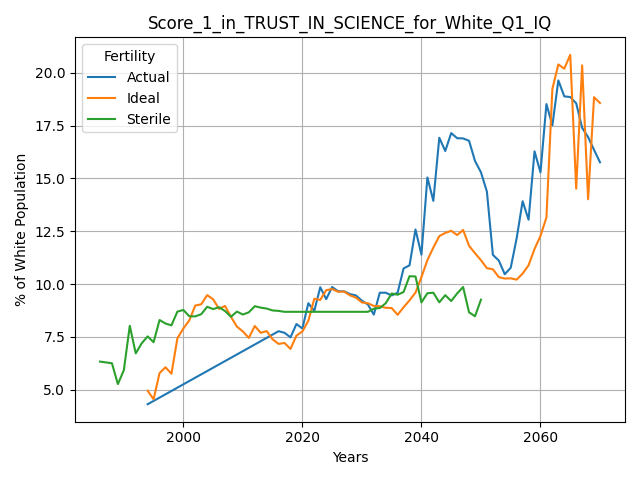 Score_1_in_TRUST_IN_SCIENCE_for_White_Q1_IQ
Fertility
Actual
Ideal
Sterile
% of White Population
20.0
17.5
15.0
12.5
10.0
7.5
5.0
2000
2020
2040
2060
Years